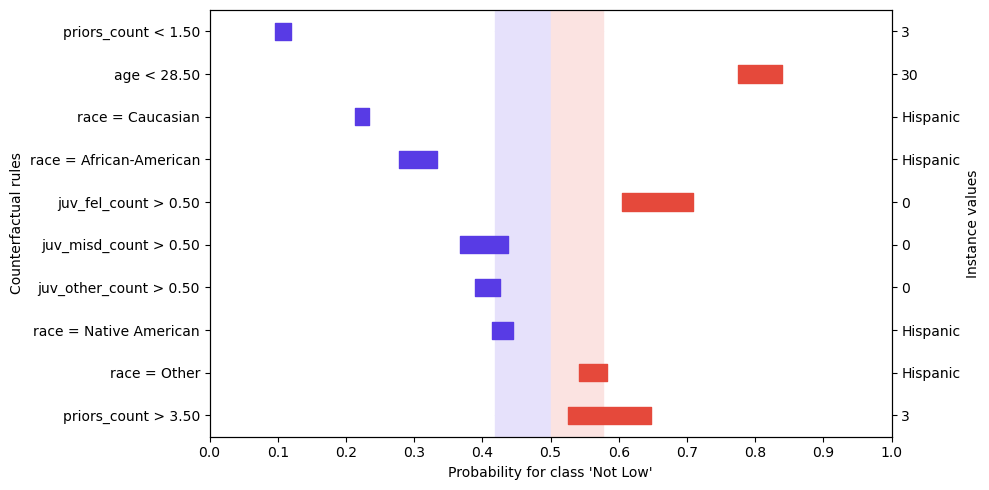 Counterfactual rules
priors_count < 1.50
3
age < 28.50
30
race = Caucasian
Hispanic
race = African-American
Hispanic
juv_fel_count > 0.50
0
juv_misd_count > 0.50
0
juv_other_count > 0.50
0
race = Native American
Hispanic
race = Other
Hispanic
priors_count > 3.50
3
Instance values
0.0 0.1 0.2 0.3 0.4 0.5 0.6 0.7 0.8 0.9 1.0
Probability for class 'Not Low'